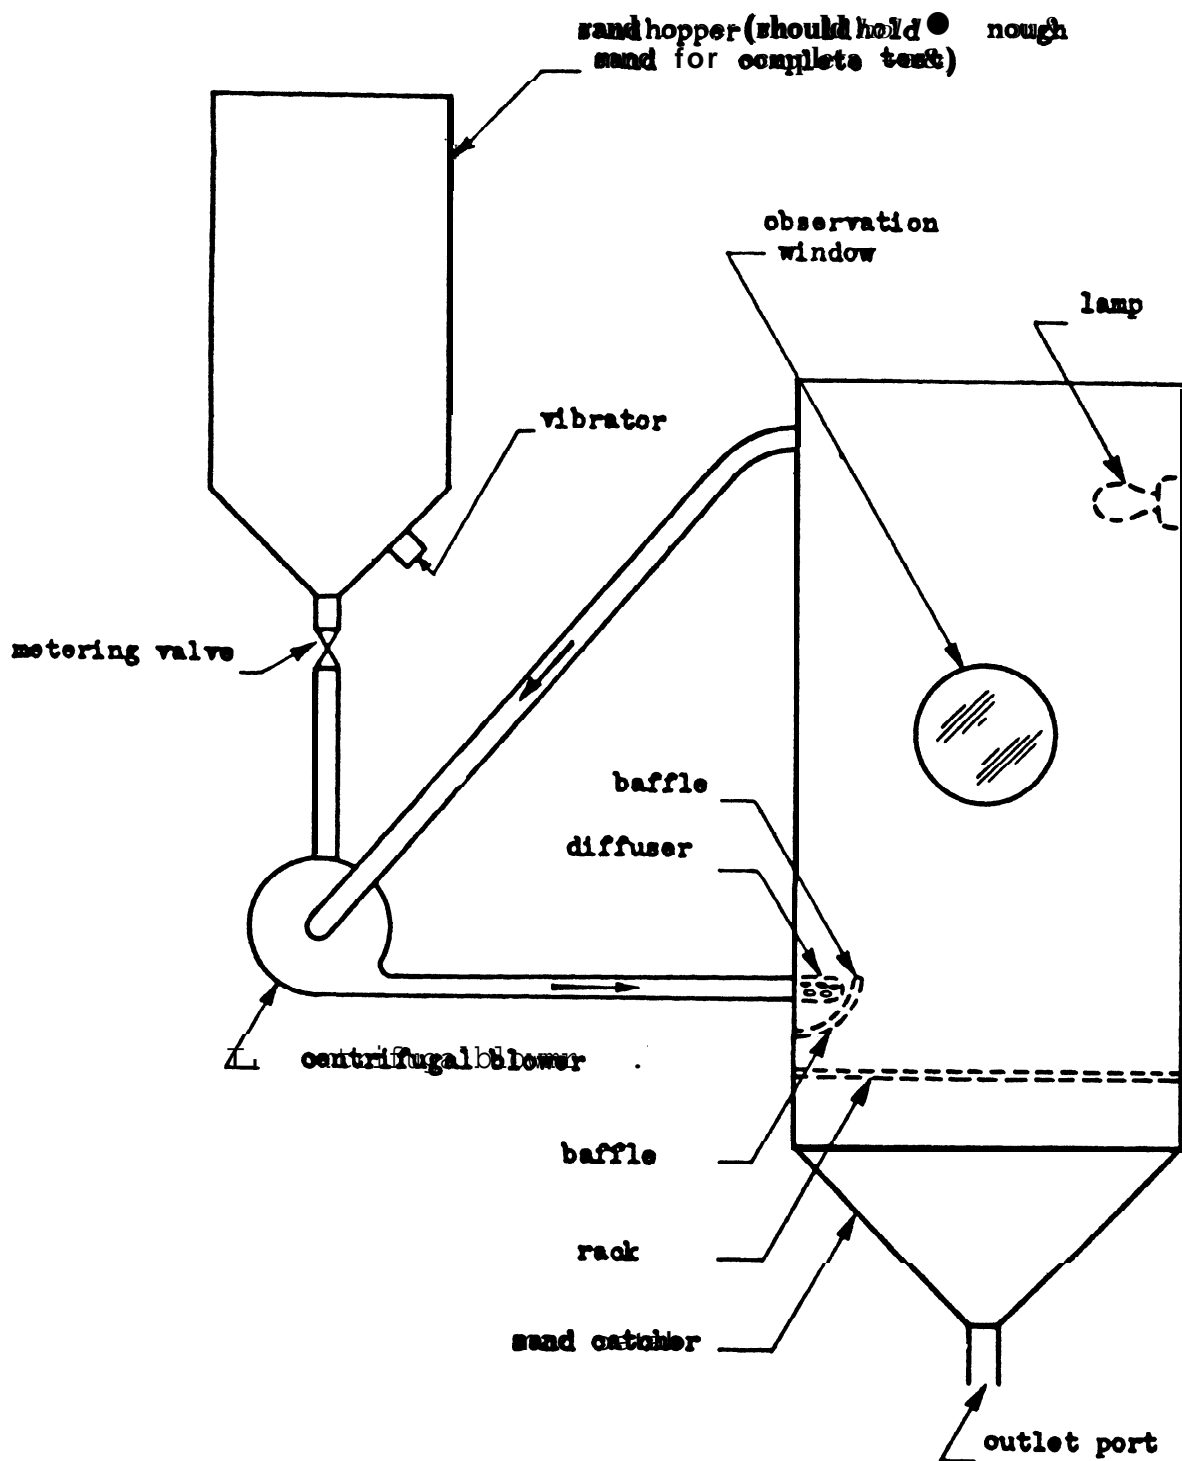 sand hopper (should hold nough
sand for complete test)
observation
window
lamp
vibrator
metering valve
baffle
diffuser
centrifugal blower
baffle
rack
sand catcher
outlet port